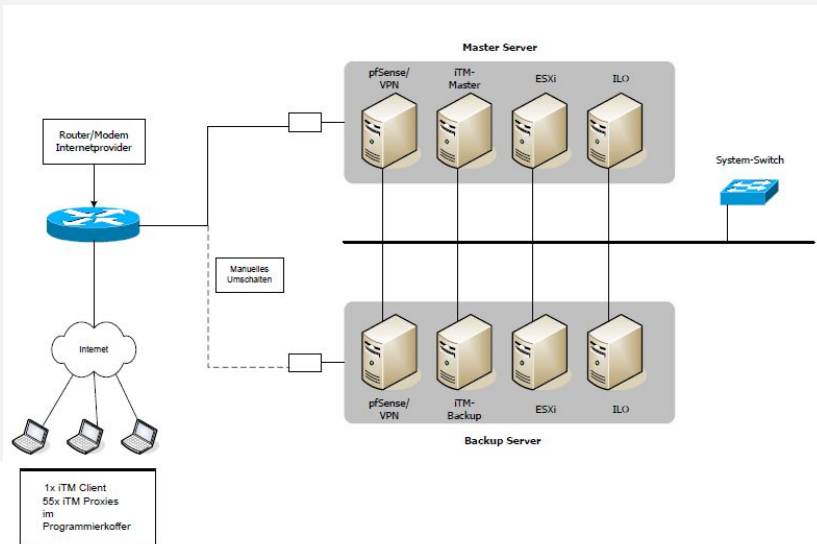 Master Server
pfSense/
VPN
iTM-
Master
ESXi
ILO
Router/Modem
Internetprovider
System-Switch
Manuelles
Umschalten
Internet
pfSense/
VPN
iTM-
Backup
ESXi
ILO
Backup Server
1x iTM Client
55x iTM Proxies
im
Programmierkoffer